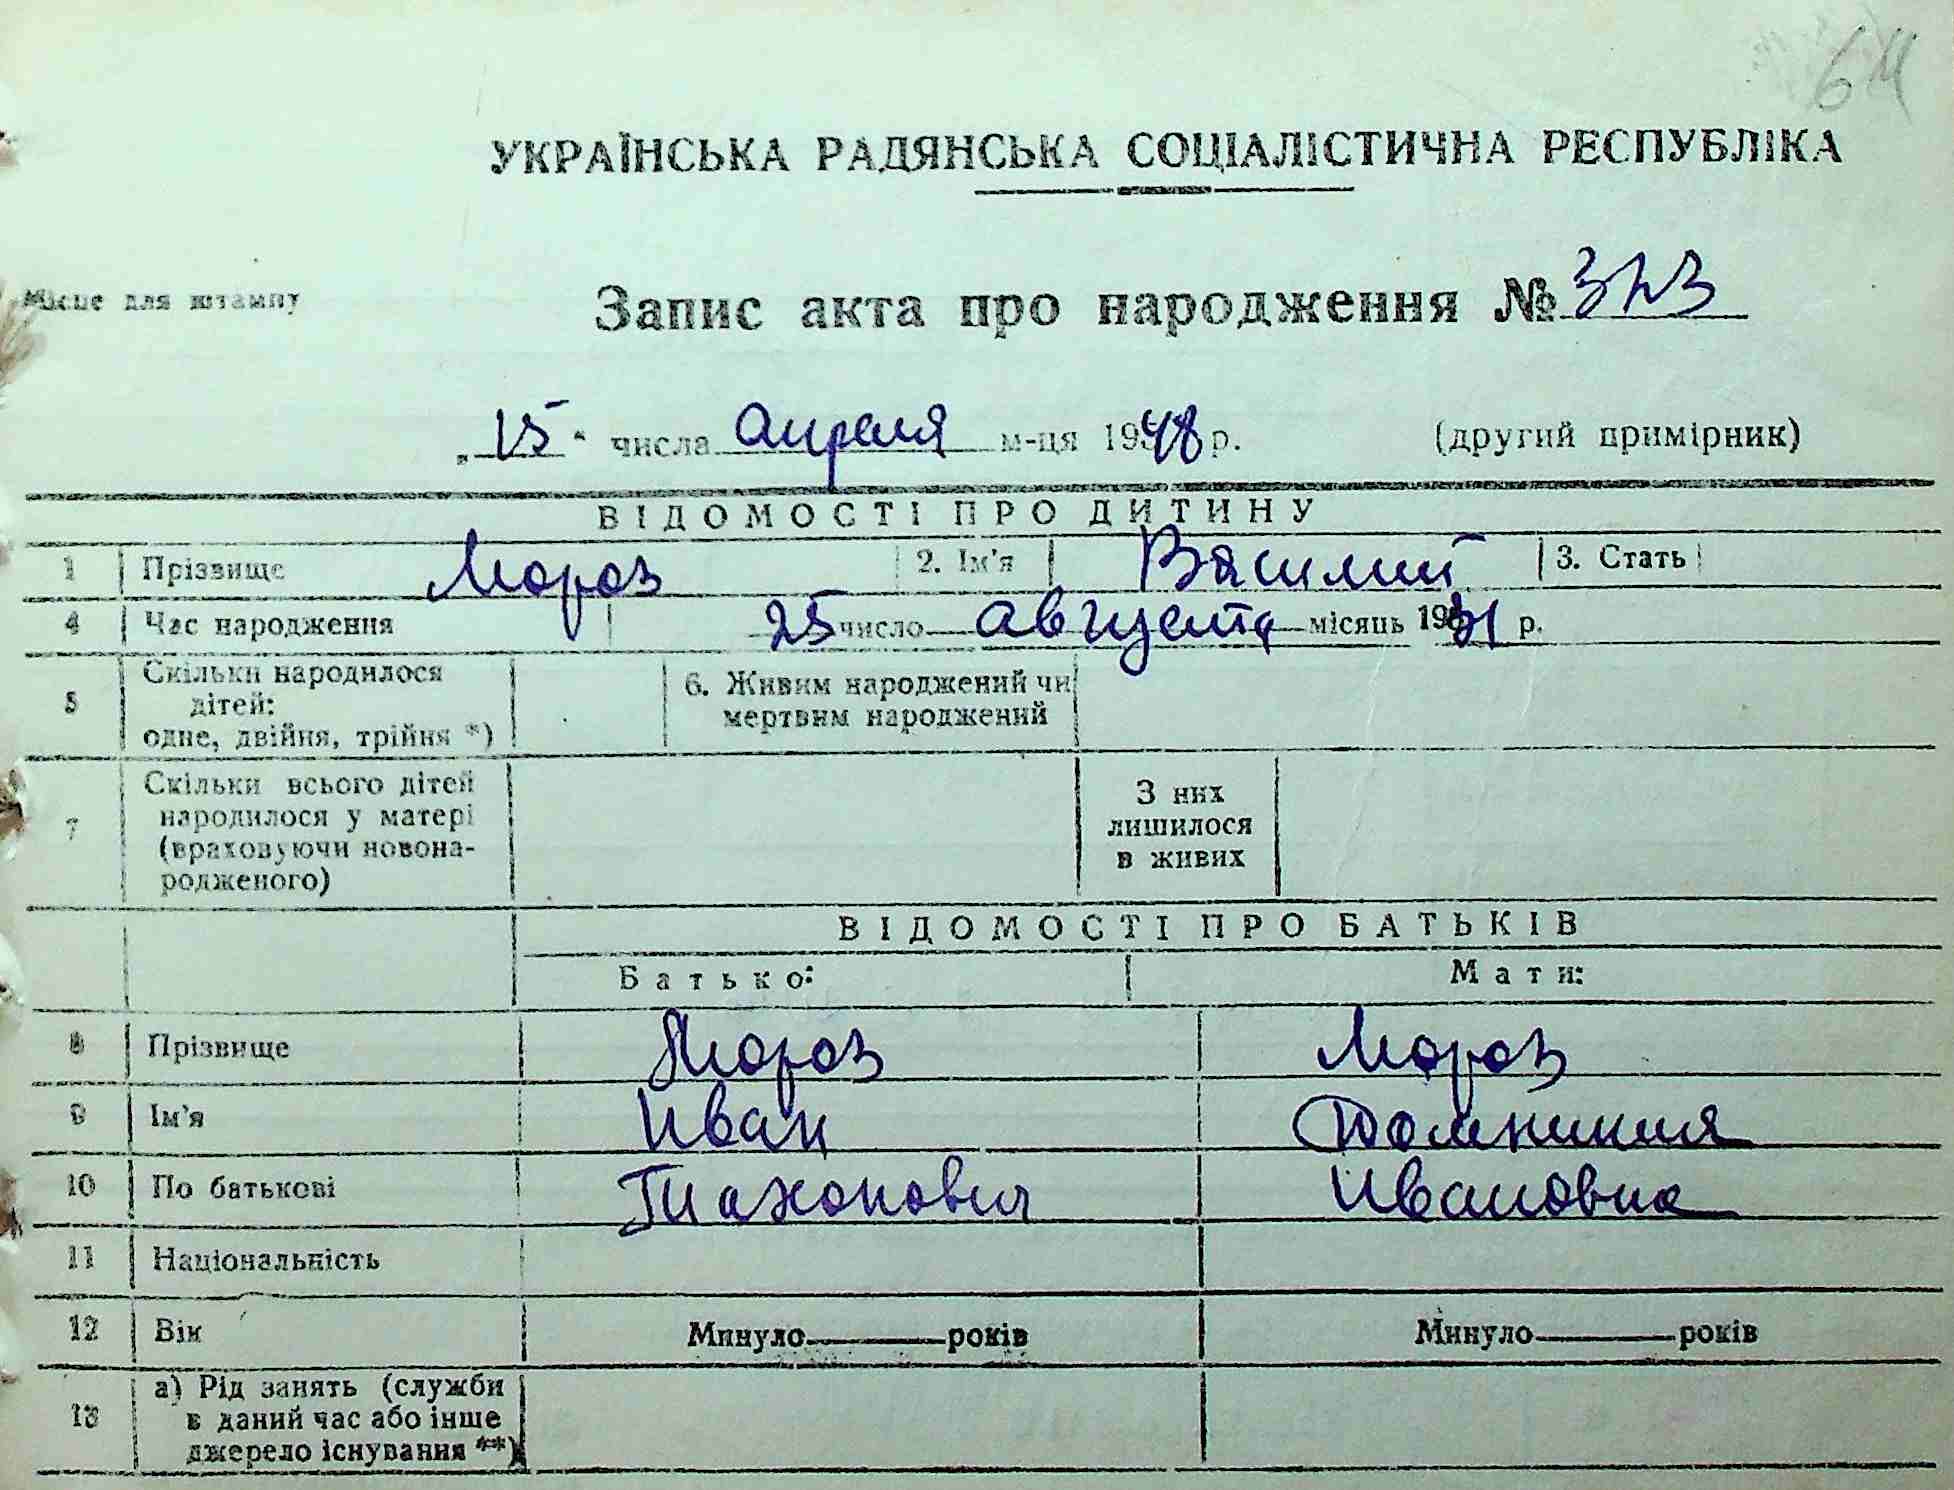 64
УКРАЇНСЬКА РАДЯНСЬКА СОЦІАЛІСТИЧНА РЕСПУБЛІКА
Місце для штампу
Запис акта про народження № 323
„15“ числа апреля м-ця 1948 р. (другий примірник)
ВІДОМОСТІ ПРО ДИТИНУ
1 Прізвище Мороз 2. Ім'я Василий 3. Стать
4 Час народження 25 число августа місяць 1931 р.
5 Скільки народилося дітей: одне, двійня, трійня *) 6. Живим народжений чи мертвим народжений
7 Скільки всього дітей народилося у матері (враховуючи новонародженого) З них лишилося в живих
ВІДОМОСТІ ПРО БАТЬКІВ
Батько: Мати:
8 Прізвище Мороз Мороз
9 Ім'я Иван
10 По батькові Ивановна
11 Національність
12 Вік Минуло років Минуло років
13 а) Рід занять (служби в даний час або інше джерело існування **)